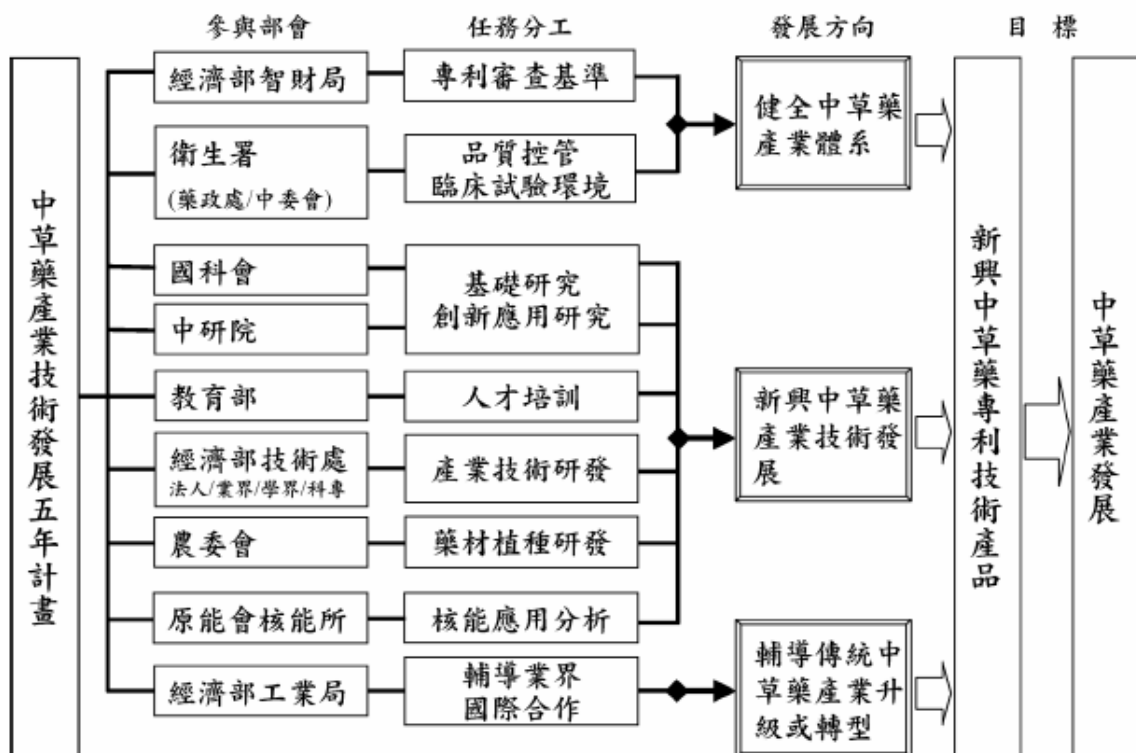 參與部會 任務分工 發展方向 目 標
中草藥產業技術發展五年計畫
經濟部智財局
專利審查基準
衛生署
(藥政處/中委會)
品質控管
臨床試驗環境
國科會
中研院
基礎研究
創新應用研究
教育部
人才培訓
經濟部技術處
法人/業界/學界/科專
產業技術研發
農委會
藥材植種研發
原能會核能所
核能應用分析
經濟部工業局
輔導業界
國際合作
健全中草藥
產業體系
新興中草藥
產業技術發
展
輔導傳統中
草藥產業升
級或轉型
新興中草藥專利技術產品
中草藥產業發展